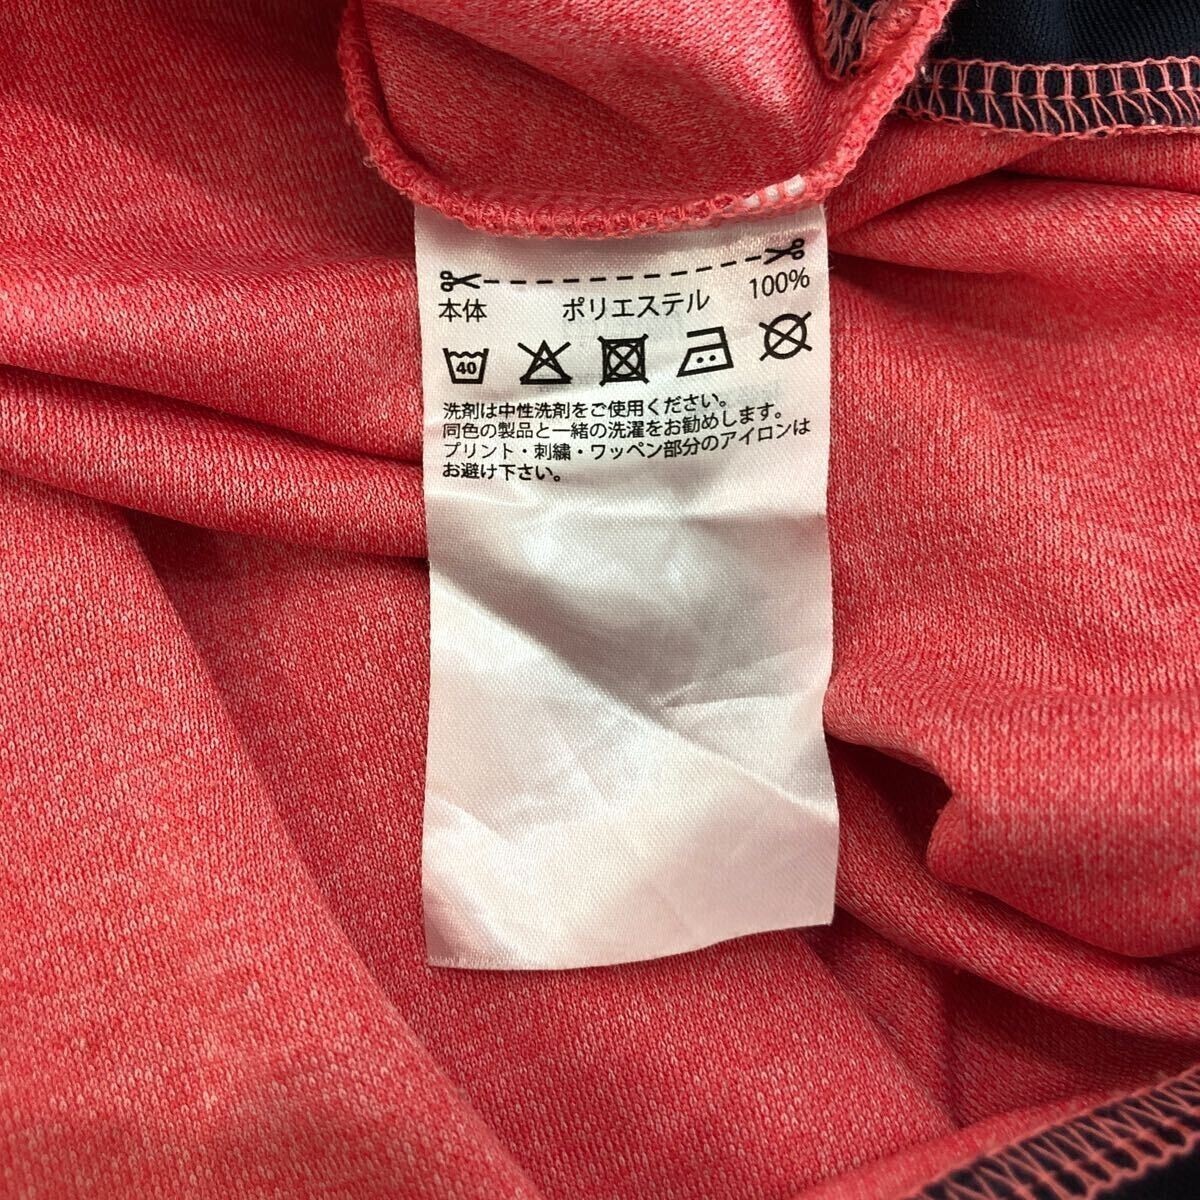 本体 ポリエステル 100%
40
洗剤は中性洗剤をご使用ください。
同色の製品と一緒の洗濯をお勧めします。
プリント・刺繍・ワッペン部分のアイロンは
お避け下さい。